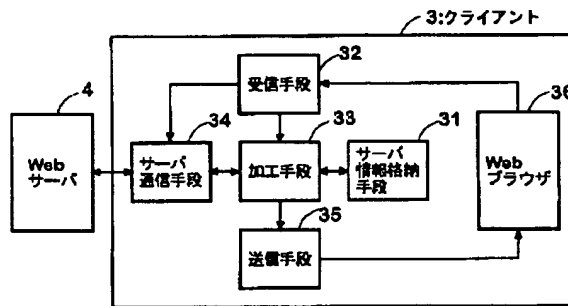 3:クライアント
32
受信手段
4
Web
サーバ
34
サーバ
通信手段
33
加工手段
31
サーバ
情報格納
手段
36
Web
ブラウザ
35
送信手段